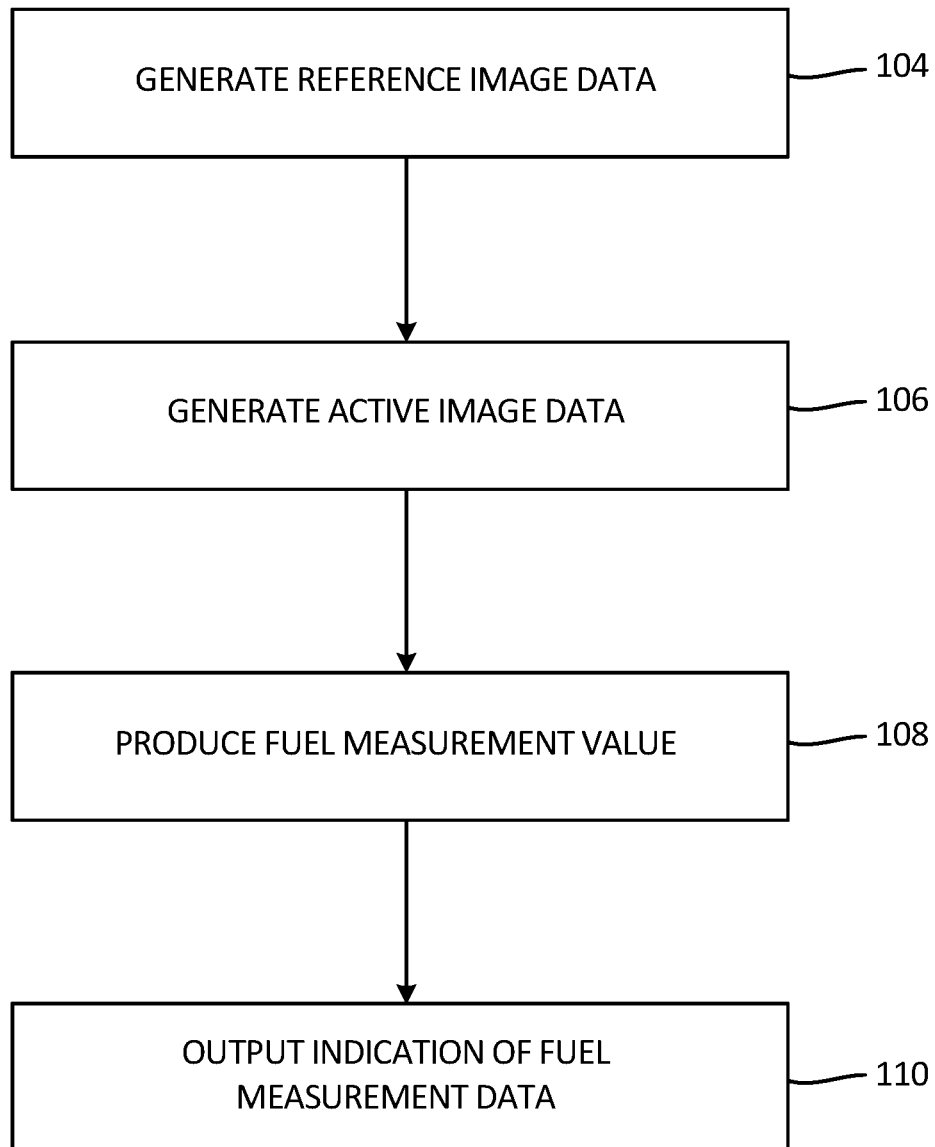 GENERATE REFERENCE IMAGE DATA
104
GENERATE ACTIVE IMAGE DATA
106
PRODUCE FUEL MEASUREMENT VALUE
108
OUTPUT INDICATION OF FUEL
MEASUREMENT DATA
110